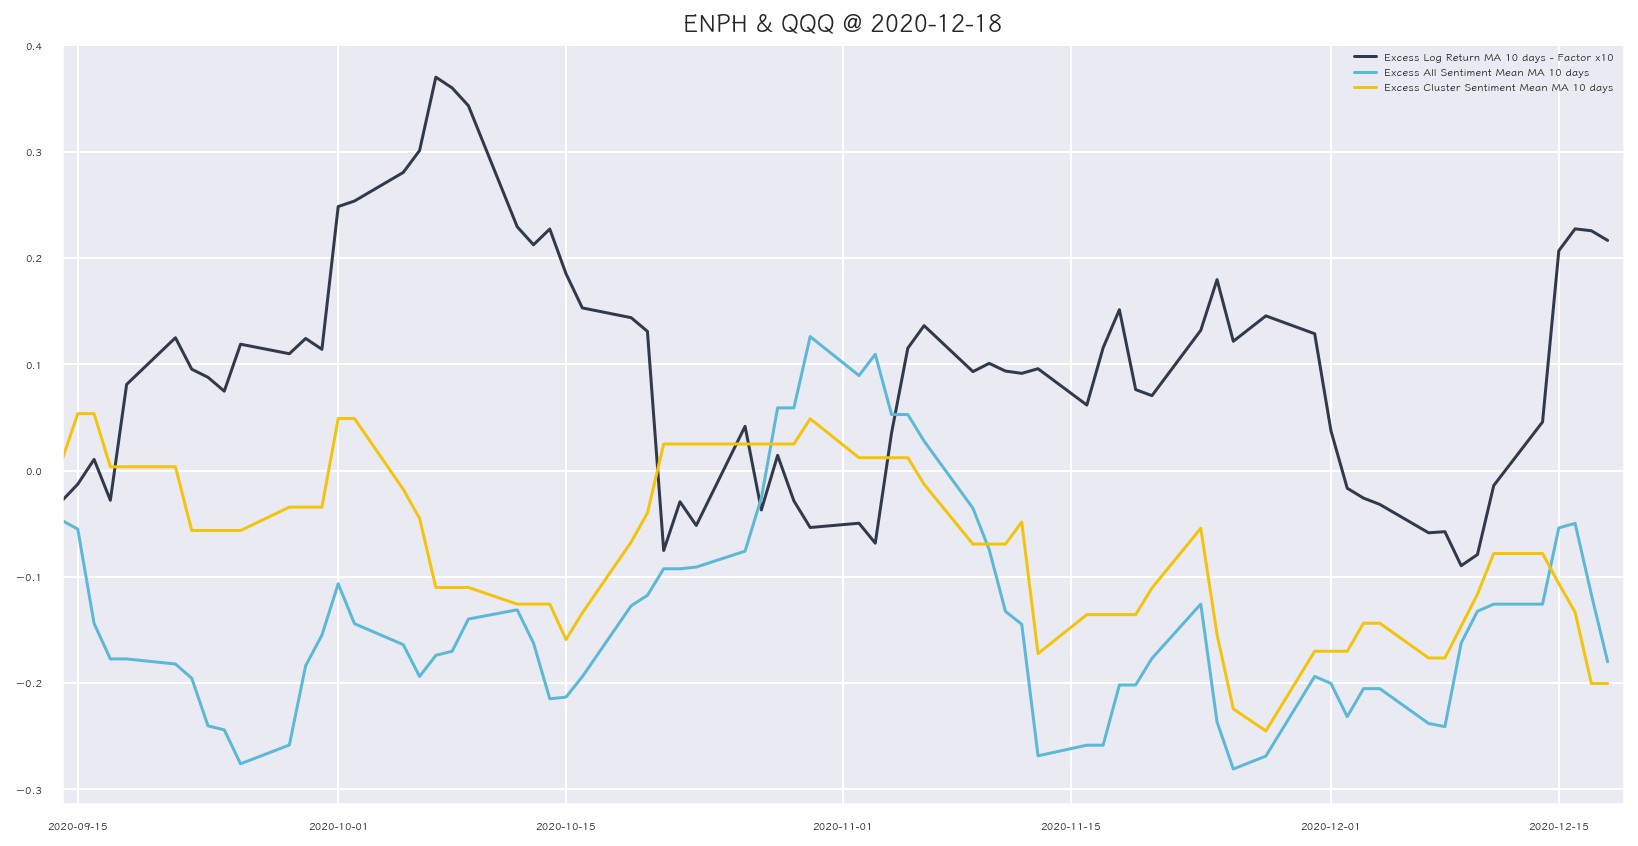 ENPH & QQQ @ 2020-12-18
Excess Log Return MA 10 days - Factor x10
Excess All Sentiment Mean MA 10 days
Excess Cluster Sentiment Mean MA 10 days
0.4
0.3
0.2
0.1
0.0
−0.1
−0.2
−0.3
2020-09-15 2020-10-01 2020-10-15 2020-11-01 2020-11-15 2020-12-01 2020-12-15